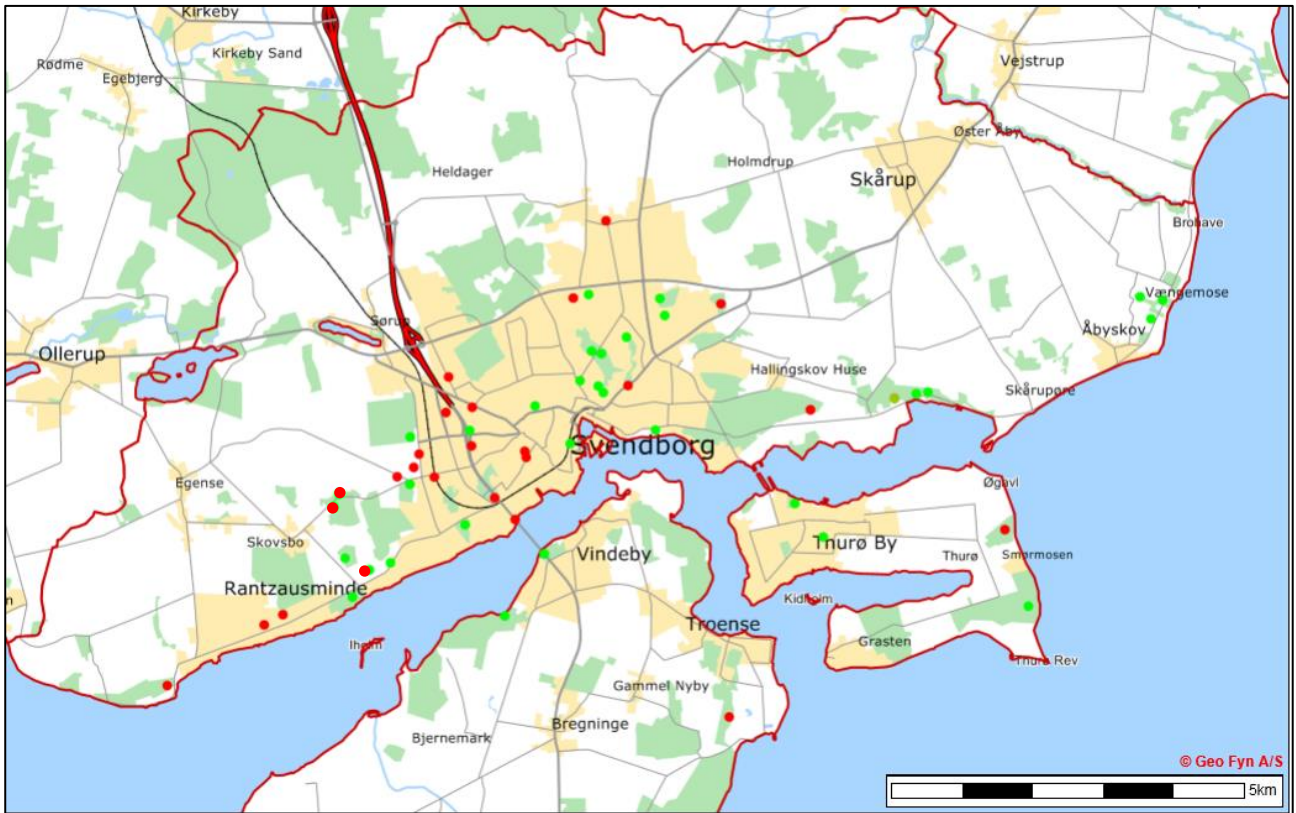 Kirkeby
Kirkeby Sand
Rødme
Egebjerg
Vejstrup
Øster Åby
Holmdrup
Heldager
Skårup
Brohave
Vængemose
Sørup
Åbyskov
Ollerup
Hallingskov Huse
Skårupøre
Svendborg
Egense
Øgavl
Skovsbo
Vindeby
Thurø By
Thurø
Smørmosen
Rantzausminde
Kidholm
Troense
Iholm
Grasten
Thurø Rev
Gammel Nyby
Bregninge
Bjernemark
© Geo Fyn A/S
5km